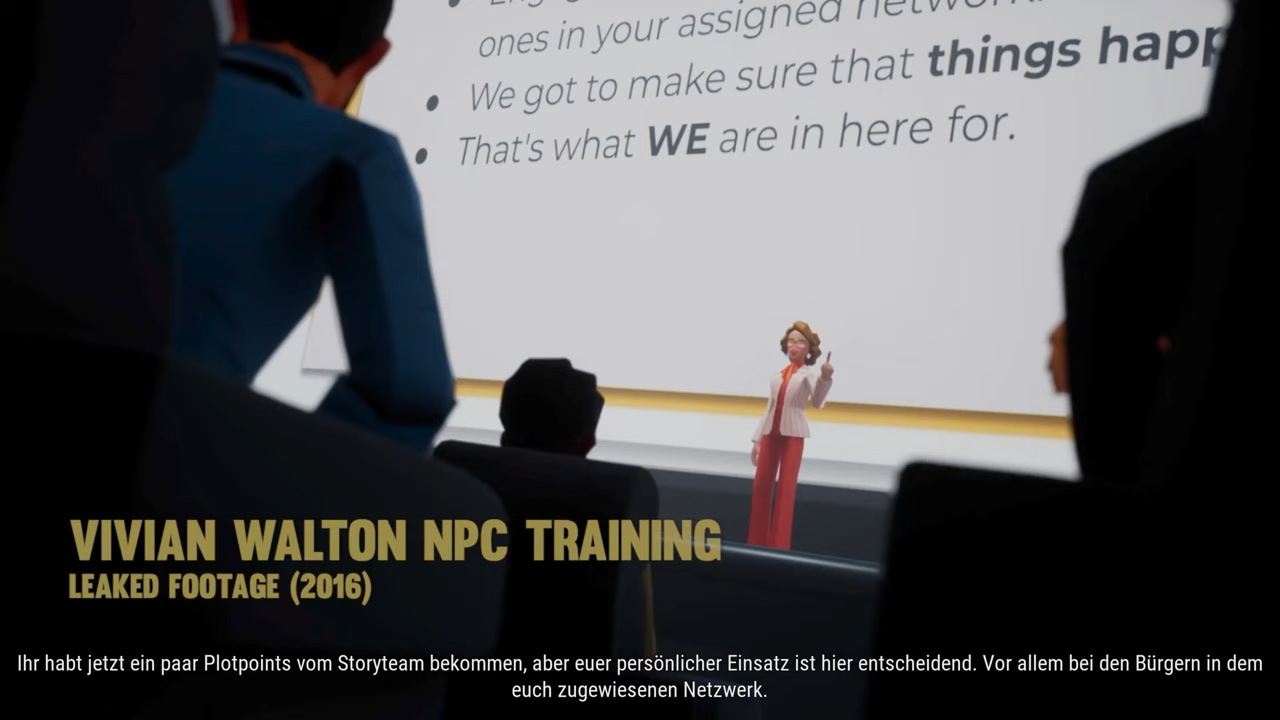 ones in your assigned network.
• We got to make sure that things happ
• That's what WE are in here for.
VIVIAN WALTON NPC TRAINING
LEAKED FOOTAGE (2016)
Ihr habt jetzt ein paar Plotpoints vom Storyteam bekommen, aber euer persönlicher Einsatz ist hier entscheidend. Vor allem bei den Bürgern in dem
euch zugewiesenen Netzwerk.